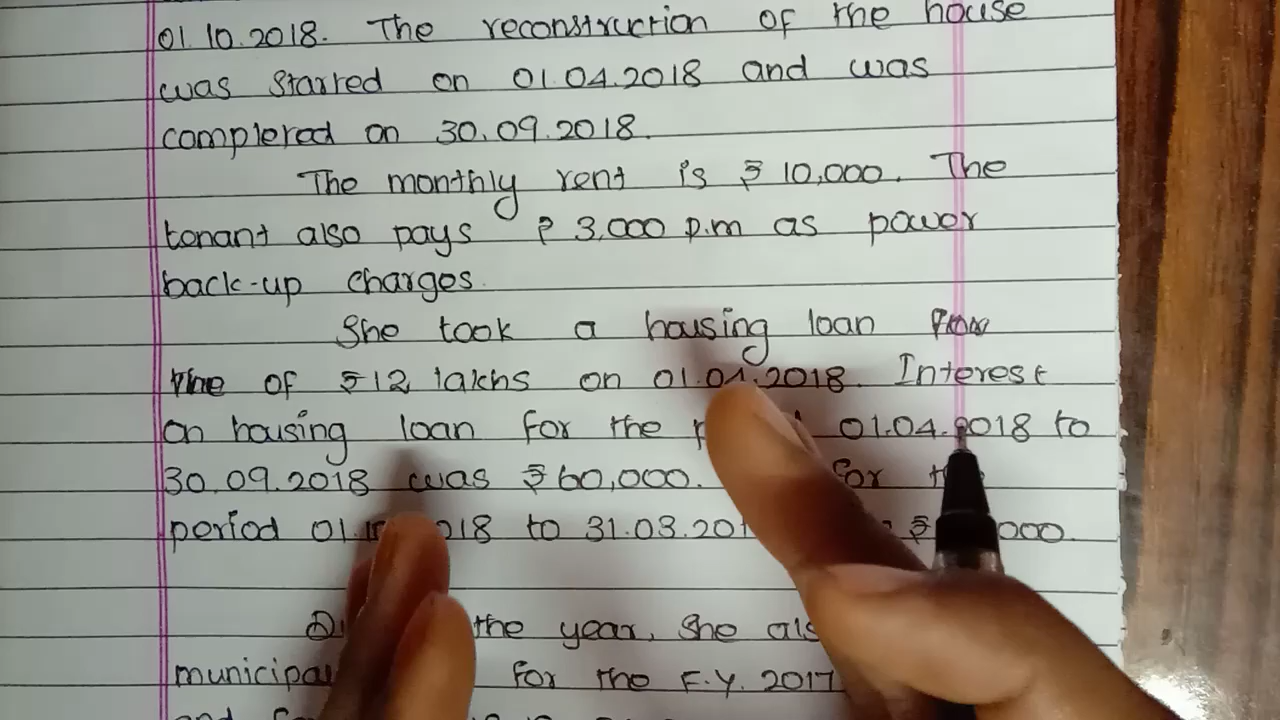 01.10.2018. The reconstruction of the house
was started on 01.04.2018 and was
completed on 30.09.2018.
The monthly rent is ₹ 10,000. The
tenant also pays ₹ 3,000 p.m as power
back-up charges.
She took a housing loan
the of ₹ 12 lakhs on 01.04.2018. Interest
on housing loan for the 01.04.2018 to
30.09.2018 was ₹ 60,000. for
period 01. 018 to 31.03.201 ₹ 000.
the year, she
for the F.Y. 2017